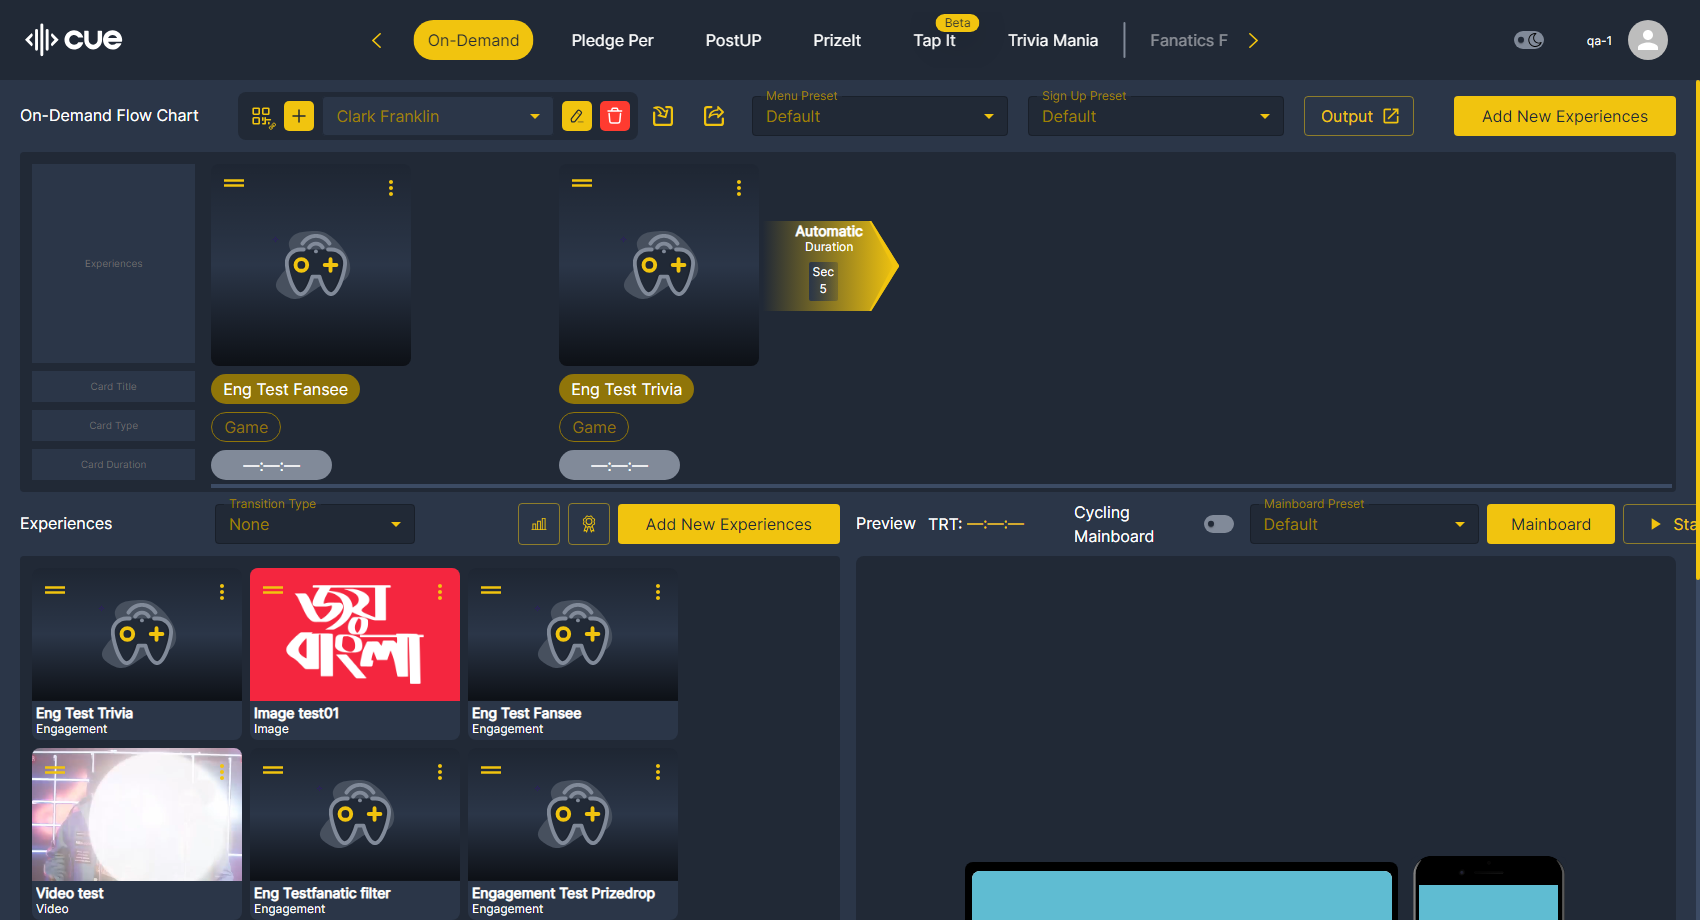 cue
On-Demand
Pledge Per
PostUP
PrizeIt
Beta
Tap It
Trivia Mania
Fanatics F
qa-1
On-Demand Flow Chart
Clark Franklin
Menu Preset
Default
Sign Up Preset
Default
Output
Add New Experiences
Experiences
Automatic
Duration
Sec
5
Card Title
Eng Test Fansee
Eng Test Trivia
Card Type
Game
Game
Card Duration
—:—:—
—:—:—
Experiences
Transition Type
None
Add New Experiences
Preview
TRT: —:—:—
Cycling
Mainboard
Mainboard Preset
Default
Mainboard
Sta
জয়
বাংলা
Eng Test Trivia
Engagement
Image test01
Image
Eng Test Fansee
Engagement
Video test
Video
Eng Testfanatic filter
Engagement
Engagement Test Prizedrop
Engagement